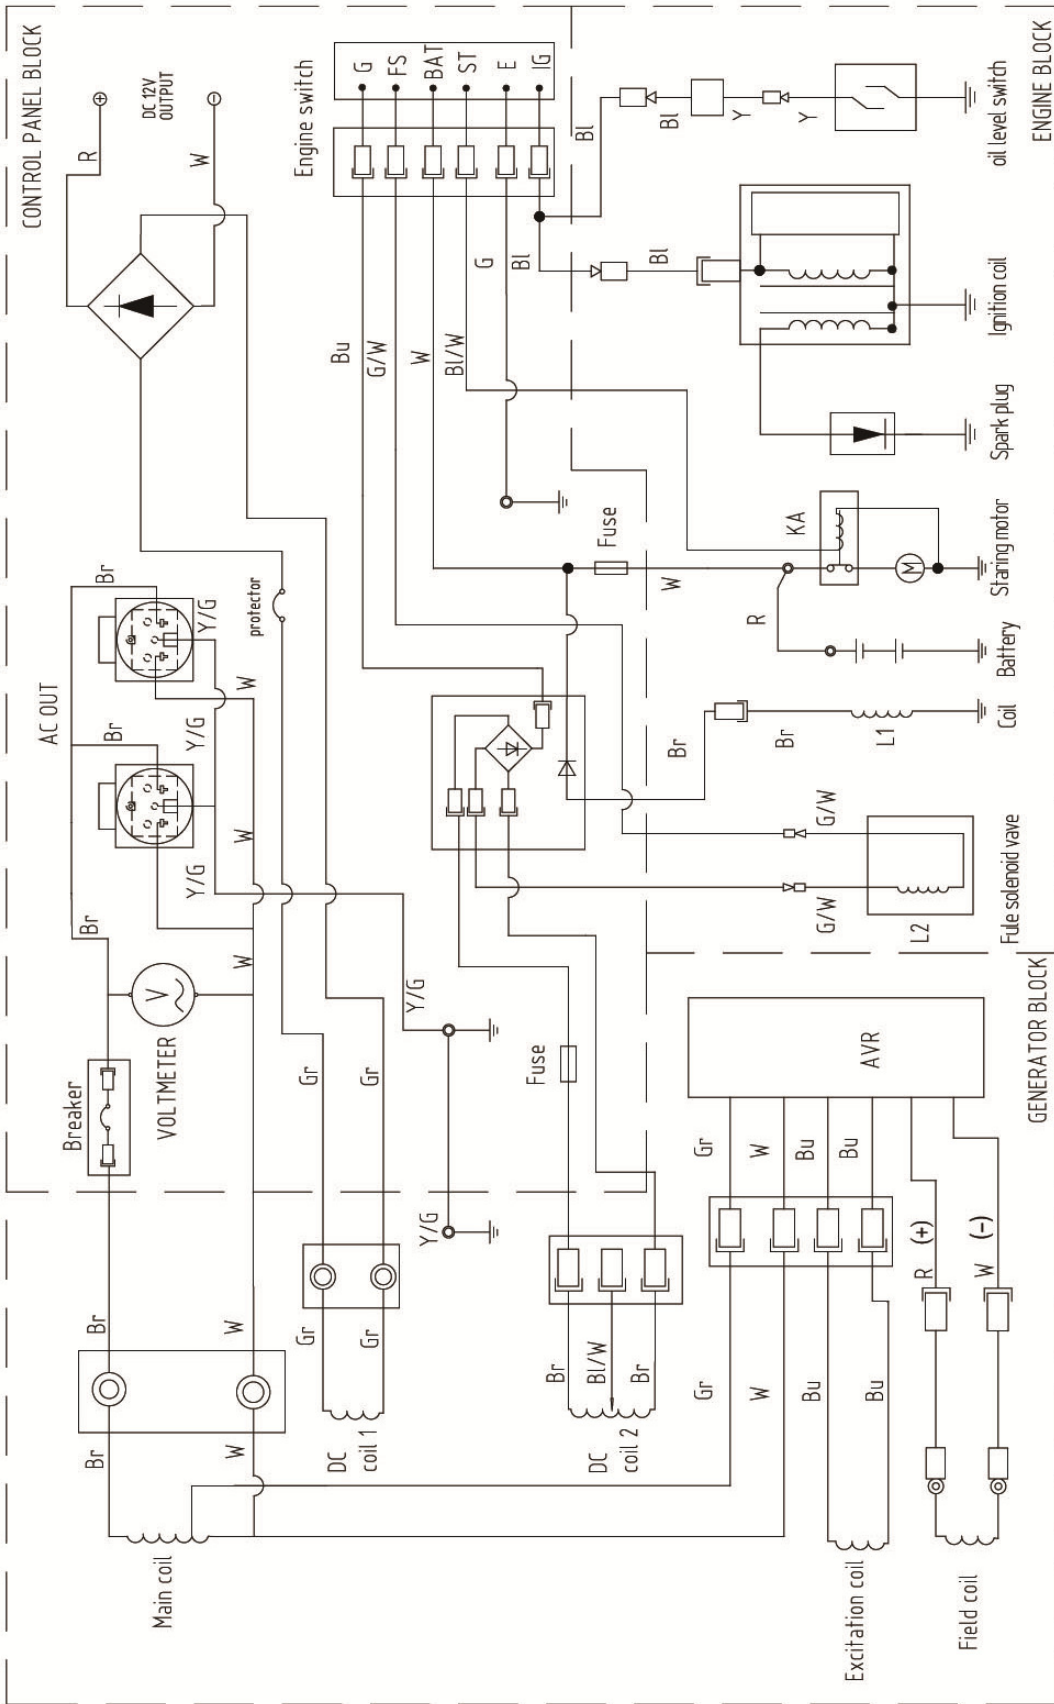 CONTROL PANEL BLOCK
ENGINE BLOCK
GENERATOR BLOCK
R
DC 12V
OUTPUT
W
Engine switch
G
FS
BAT
ST
E
IG
Bl
Bl
Y
Y
oil level switch
Bu
G/W
W
Bl/W
G
Bl
Bl
Ignition coil
Spark plug
Br
Y/G
protector
AC OUT
W
Br
Y/G
W
Y/G
Br
W
Fuse
W
KA
M
Staring motor
R
Battery
Br
Br
L1
Coil
G/W
G/W
L2
Fule solenoid vave
V
VOLTMETER
Breaker
Gr
Gr
Y/G
Y/G
Fuse
AVR
Gr
W
Bu
Bu
R
(+)
W
(-)
Br
W
Br
W
Gr
Gr
DC
coil 1
Br
Bl/W
Br
DC
coil 2
Gr
W
Bu
Bu
Main coil
Excitation coil
Field coil